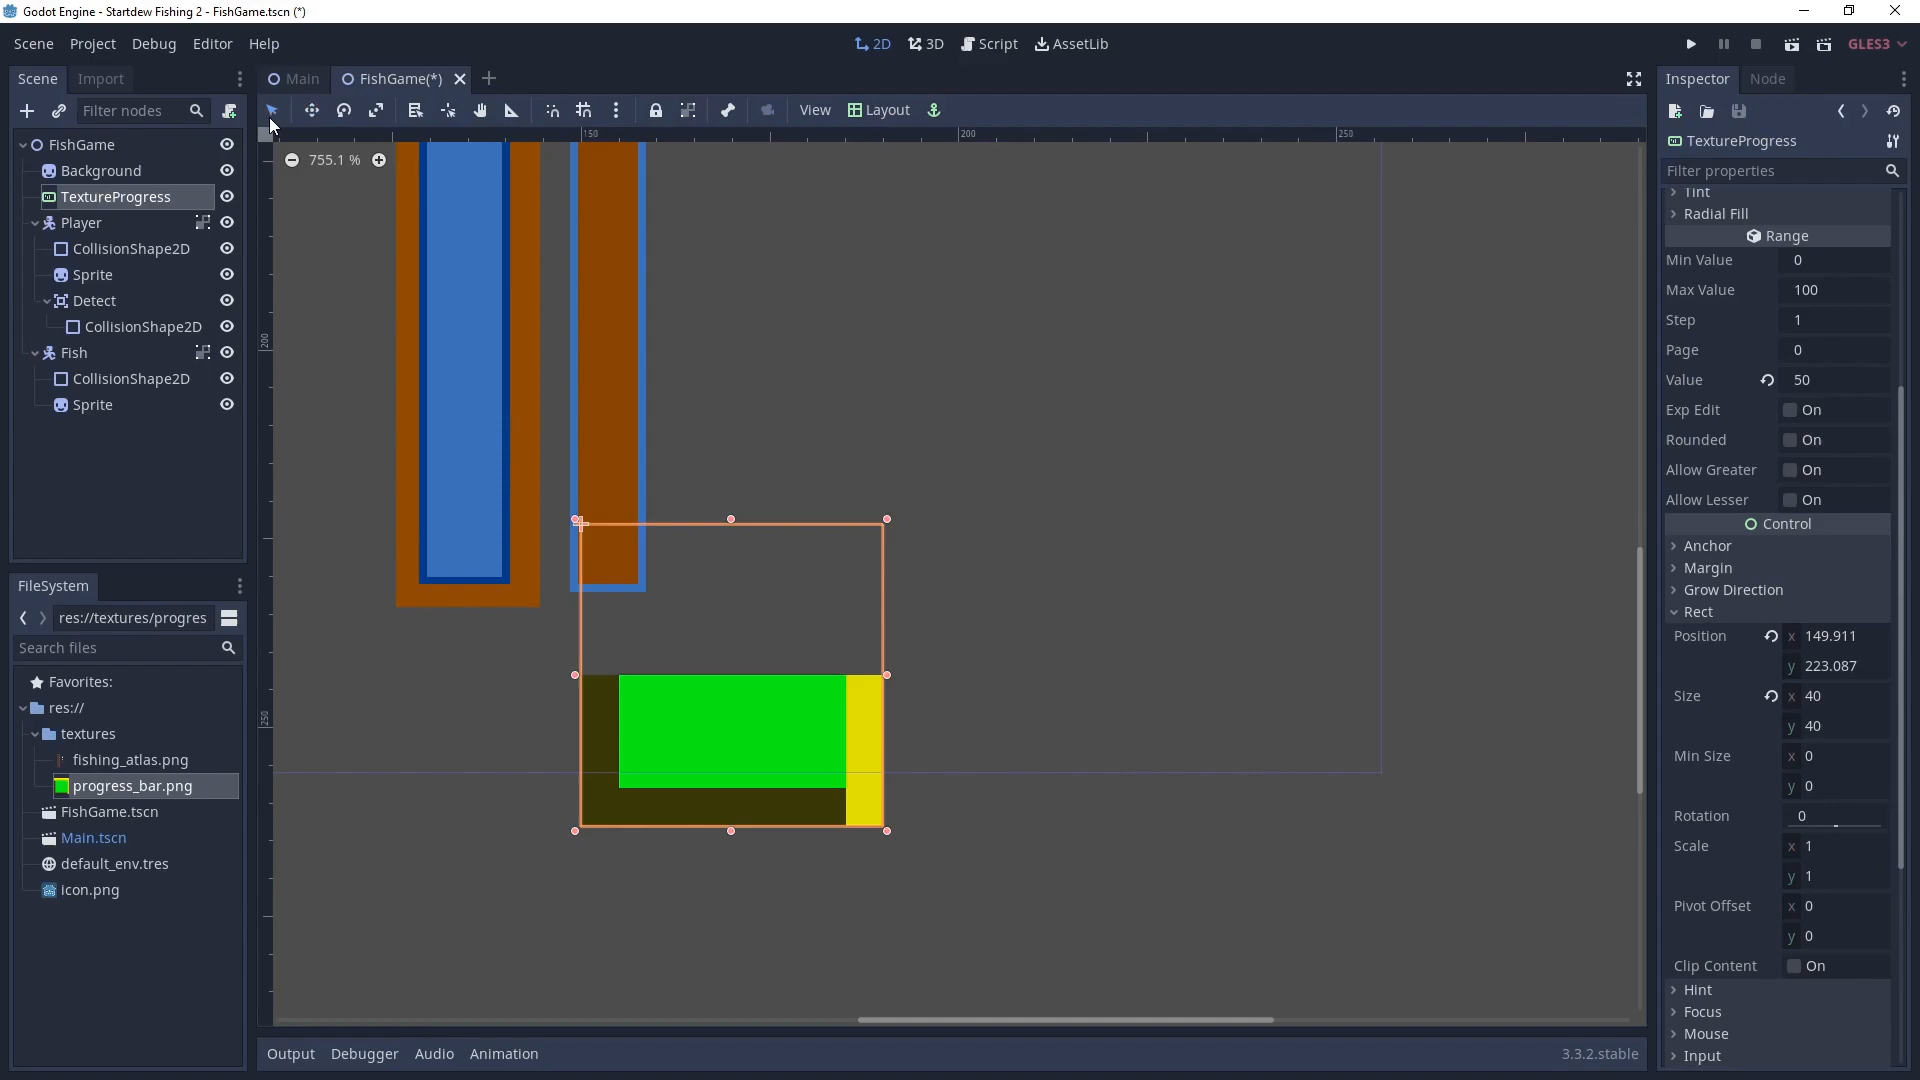 Godot Engine - Startdew Fishing 2 - FishGame.tscn (*)
Scene Project Debug Editor Help
2D 3D Script AssetLib
GLES3
Scene Import
Main FishGame(*)
Inspector Node
Filter nodes
View Layout
150 200 250
755.1 %
FishGame
Background
TextureProgress
Player
CollisionShape2D
Sprite
Detect
CollisionShape2D
Fish
CollisionShape2D
Sprite
200
250
FileSystem
res://textures/progres
Search files
Favorites:
res://
textures
fishing_atlas.png
progress_bar.png
FishGame.tscn
Main.tscn
default_env.tres
icon.png
Output Debugger Audio Animation
3.3.2.stable
TextureProgress
Filter properties
Tint
Radial Fill
Range
Min Value 0
Max Value 100
Step 1
Page 0
Value 50
Exp Edit On
Rounded On
Allow Greater On
Allow Lesser On
Control
Anchor
Margin
Grow Direction
Rect
Position x 149.911
y 223.087
Size x 40
y 40
Min Size x 0
y 0
Rotation 0
Scale x 1
y 1
Pivot Offset x 0
y 0
Clip Content On
Hint
Focus
Mouse
Input